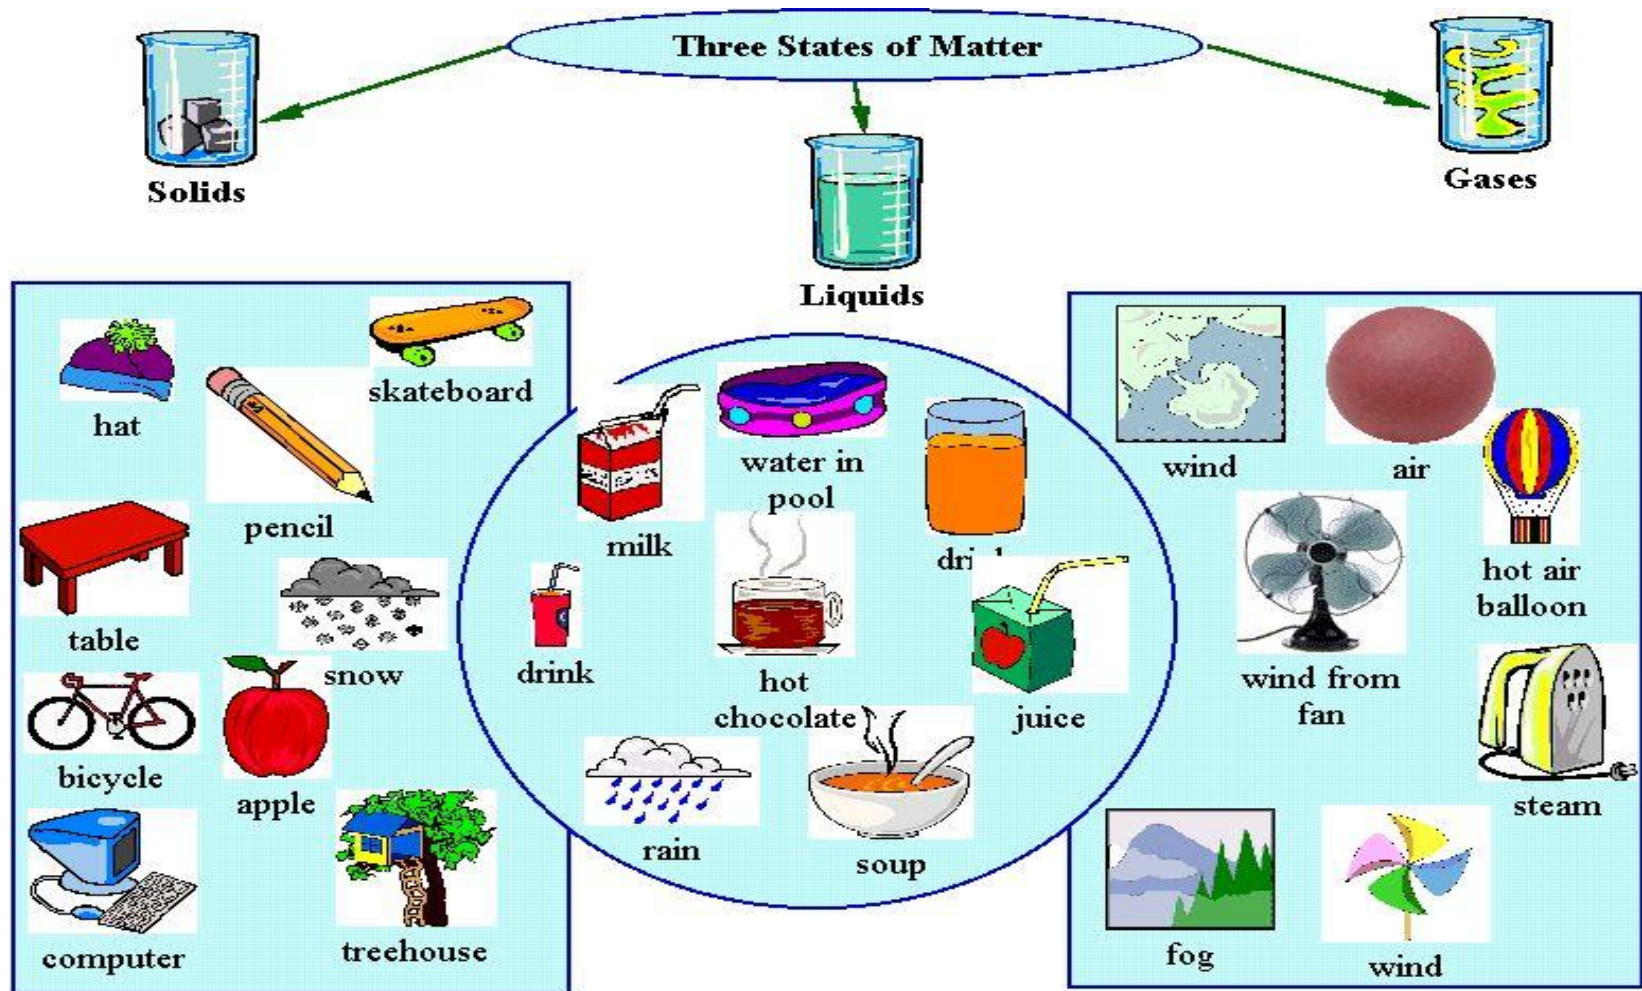 Three States of Matter
Solids
Liquids
Gases
hat
skateboard
pencil
table
snow
bicycle
apple
computer
treehouse
milk
water in
pool
drink
hot
chocolate
juice
rain
soup
wind
air
hot air
balloon
wind from
fan
steam
fog
wind